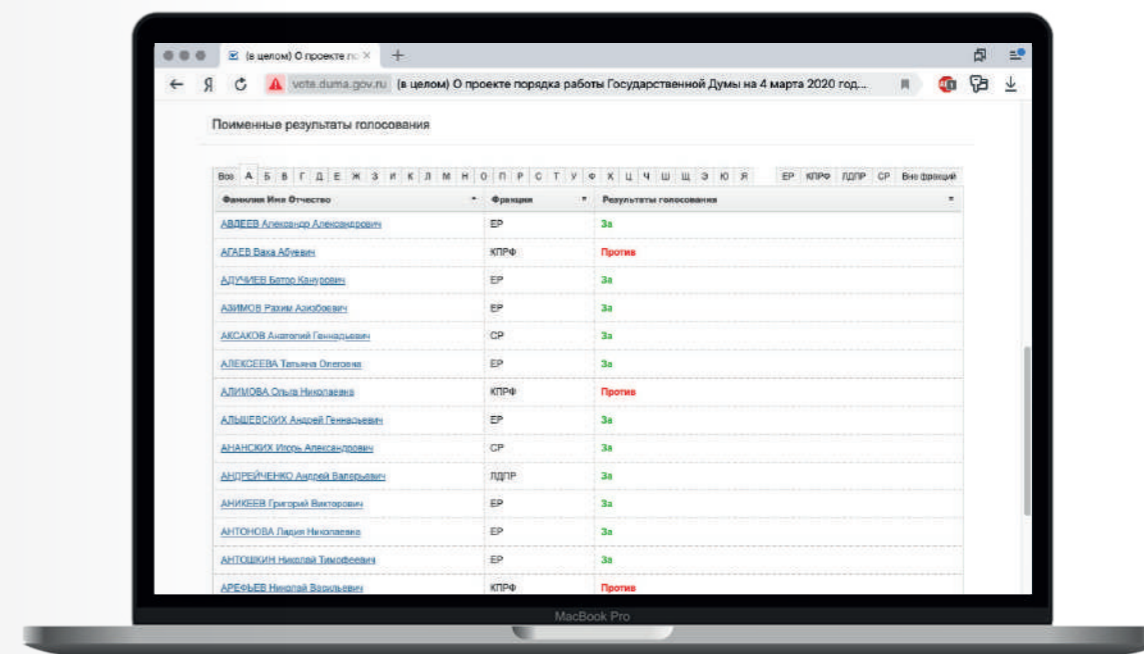 (в целом) О проекте по
vote.duma.gov.ru (в целом) О проекте порядка работы Государственной Думы на 4 марта 2020 год...
Поименные результаты голосования
Все А Б В Г Д Е Ж З И К Л М Н О П Р С Т У Ф Х Ц Ч Ш Щ Э Ю Я ЕР КПРФ ЛДПР СР Вне фракций
Фамилия Имя Отчество Фракция Результаты голосования
АВДЕЕВ Александр Александрович ЕР За
АГАЕВ Ваха Абуевич КПРФ Против
АДУЧИЕВ Батор Канурович ЕР За
АЗИМОВ Рахим Азизбоевич ЕР За
АКСАКОВ Анатолий Геннадьевич СР За
АЛЕКСЕЕВА Татьяна Олеговна ЕР За
АЛИМОВА Ольга Николаевна КПРФ Против
АЛЬШЕВСКИХ Андрей Геннадьевич ЕР За
АНАНСКИХ Игорь Александрович СР За
АНДРЕЙЧЕНКО Андрей Валерьевич ЛДПР За
АНИКЕЕВ Григорий Викторович ЕР За
АНТОНОВА Лидия Николаевна ЕР За
АНТОШКИН Николай Тимофеевич ЕР За
АРЕФЬЕВ Николай Васильевич КПРФ Против
MacBook Pro